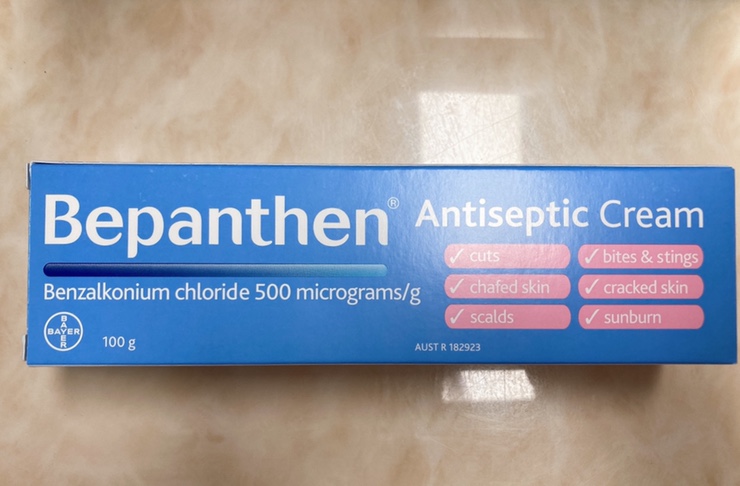 Bepanthen®
Benzalkonium chloride 500 micrograms/g
BAYER
BAYER
100 g
Antiseptic Cream
✓ cuts
✓ bites & stings
✓ chafed skin
✓ cracked skin
✓ scalds
✓ sunburn
AUST R 182923